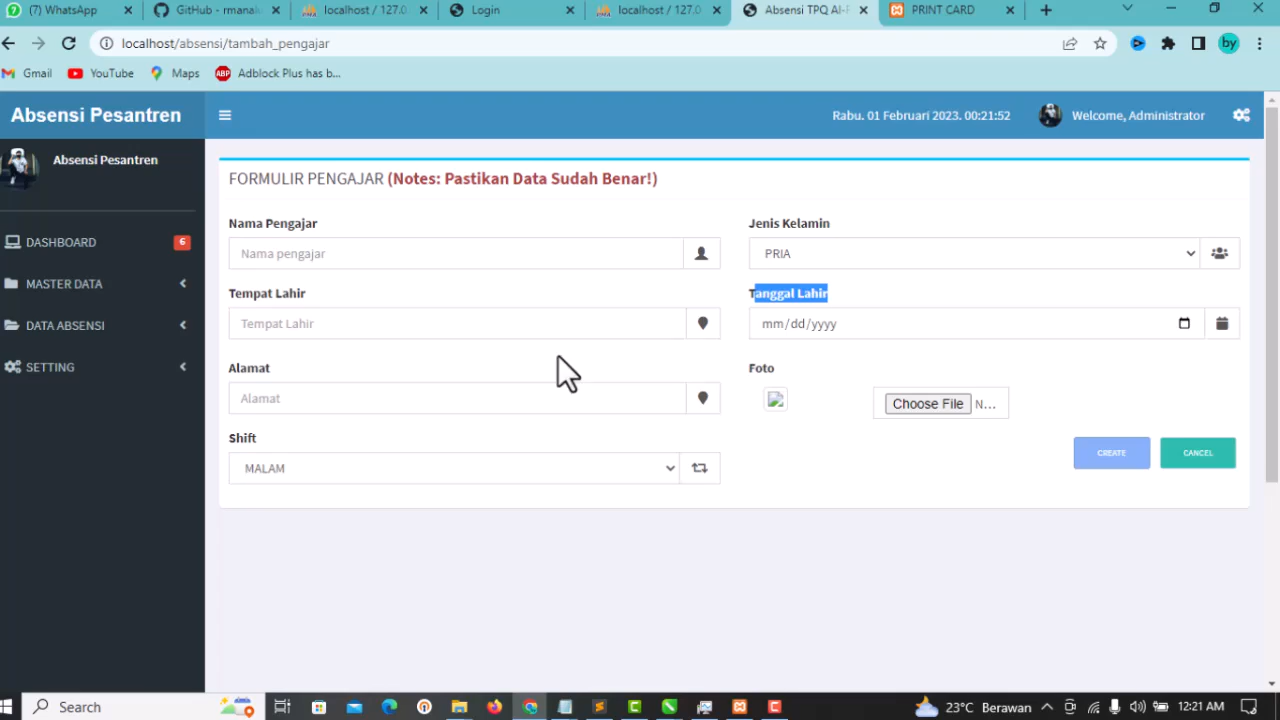 (7) WhatsApp
GitHub - rmanak
localhost / 127.0
Login
localhost / 127.0
Absensi TPQ Al-
PRINT CARD
localhost/absensi/tambah_pengajar
by
Gmail
YouTube
Maps
ABP
Adblock Plus has b...
Absensi Pesantren
Rabu. 01 Februari 2023. 00:21:52
Welcome, Administrator
Absensi Pesantren
DASHBOARD
6
MASTER DATA
DATA ABSENSI
SETTING
FORMULIR PENGAJAR (Notes: Pastikan Data Sudah Benar!)
Nama Pengajar
Nama pengajar
Jenis Kelamin
PRIA
Tempat Lahir
Tempat Lahir
Tanggal Lahir
mm/dd/yyyy
Alamat
Alamat
Foto
Choose File N...
Shift
MALAM
CREATE
CANCEL
Search
23°C Berawan
12:21 AM